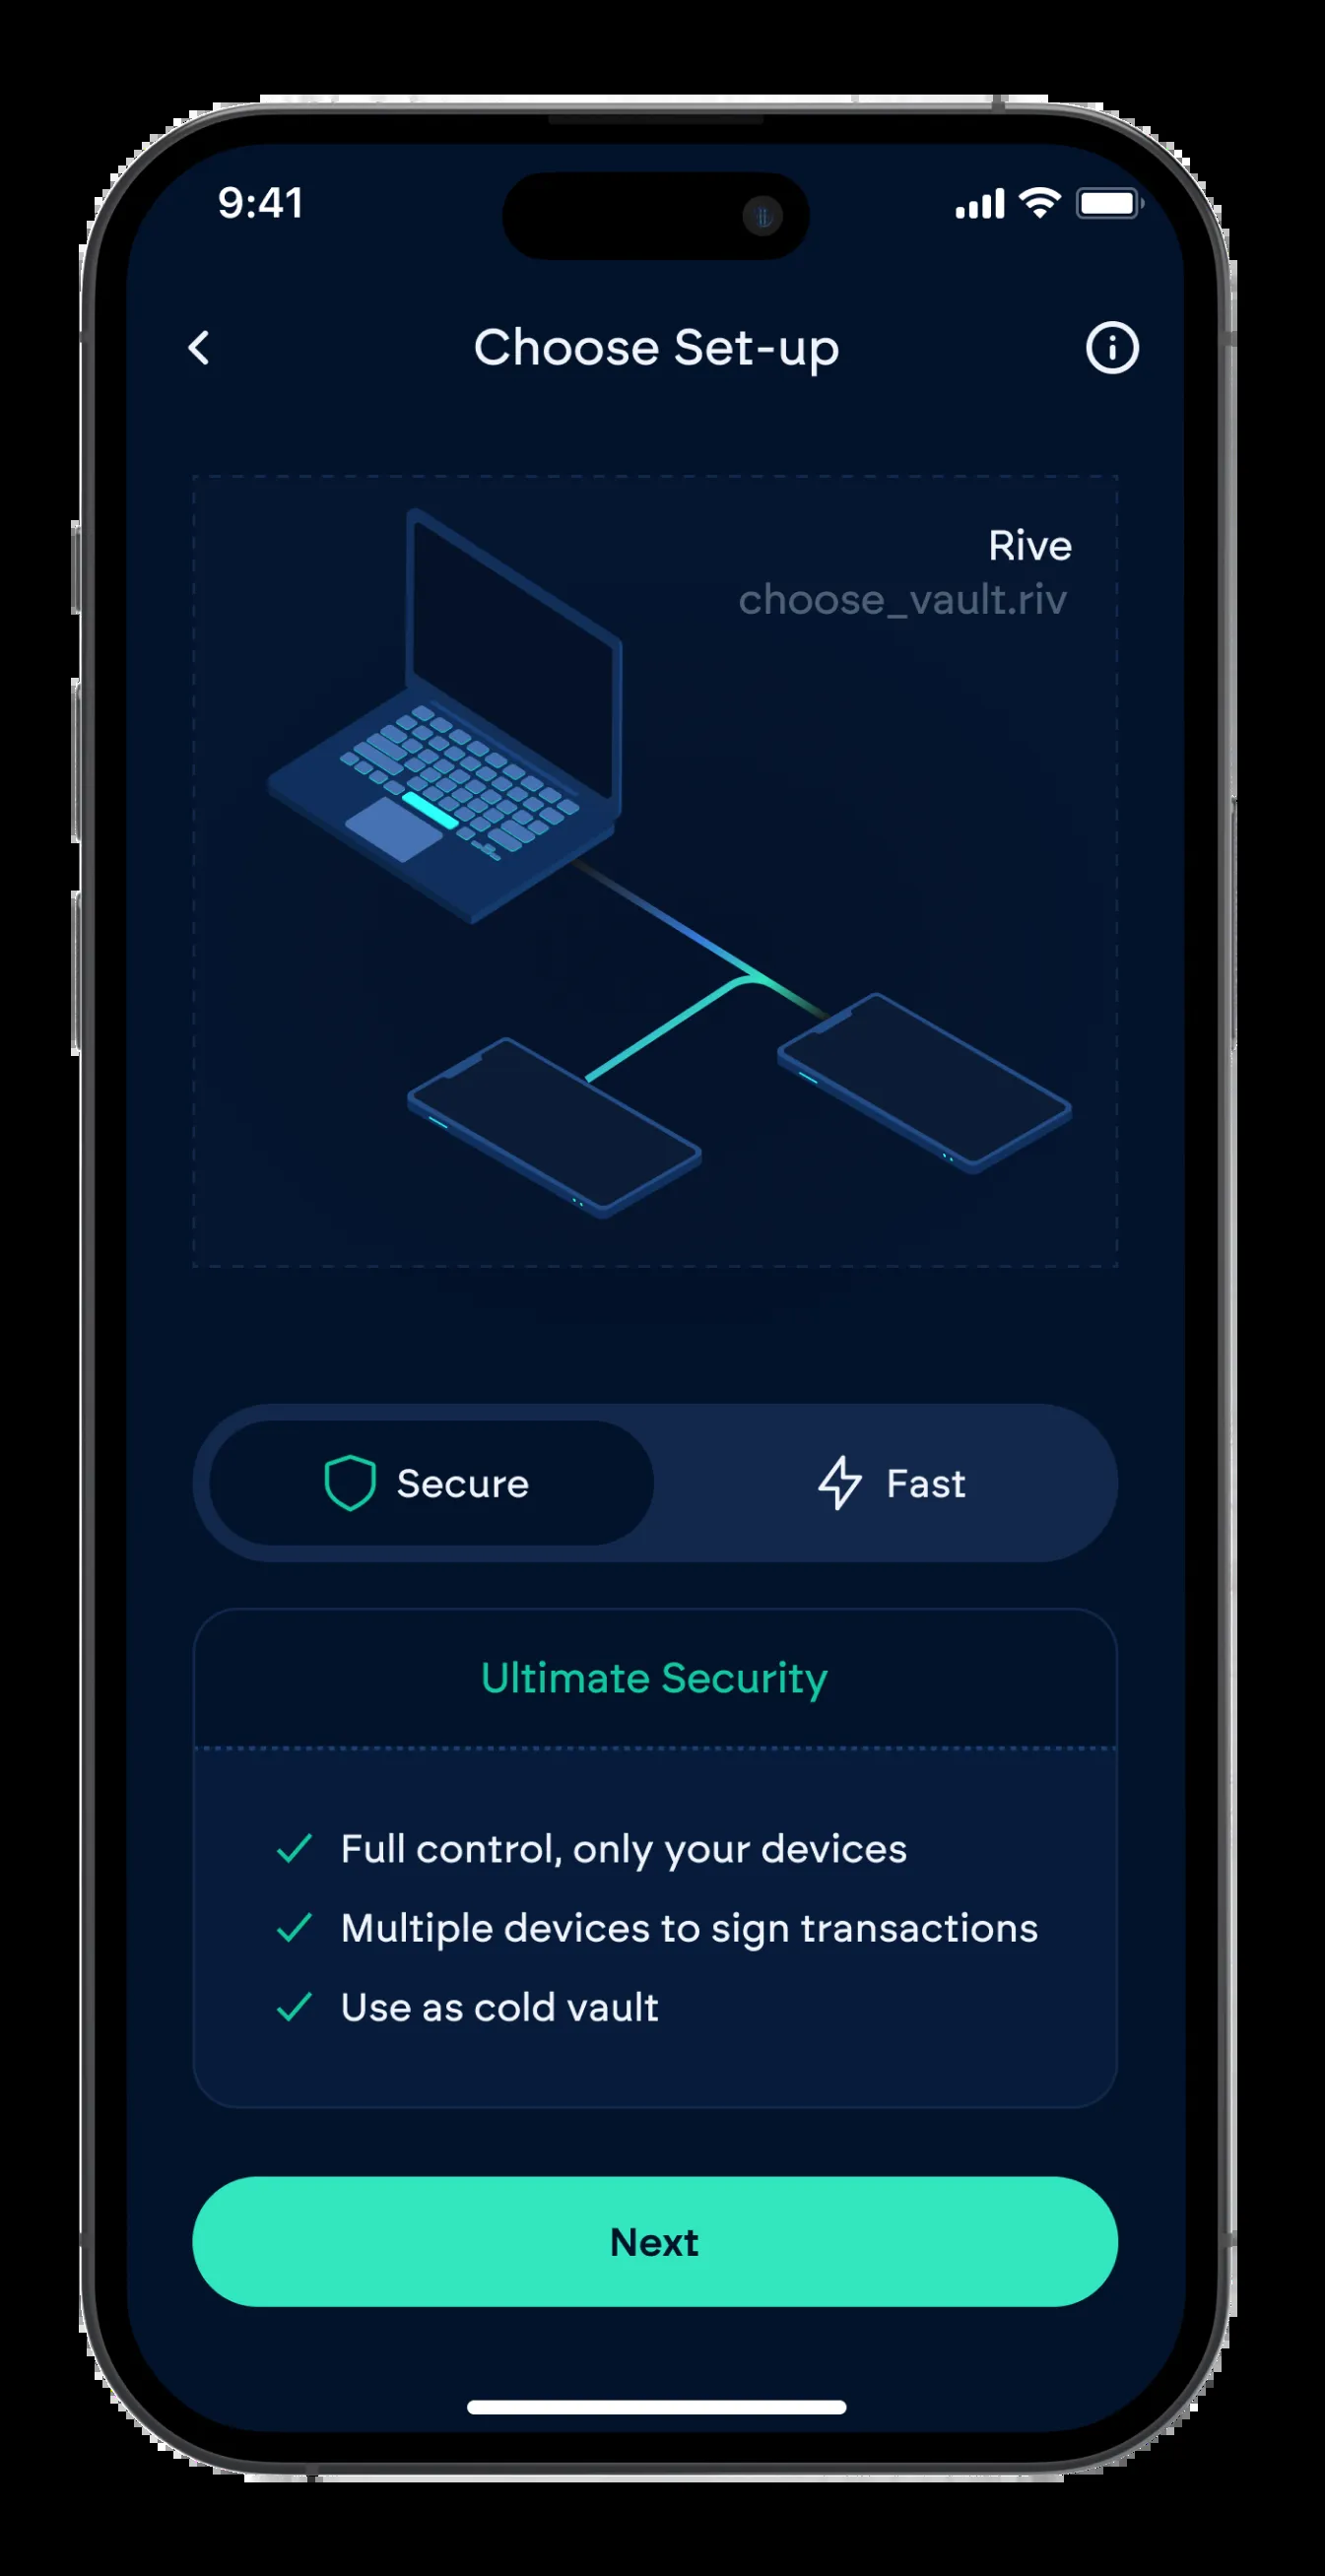 9:41
Choose Set-up
Rive
choose_vault.riv
Secure
Fast
Ultimate Security
Full control, only your devices
Multiple devices to sign transactions
Use as cold vault
Next